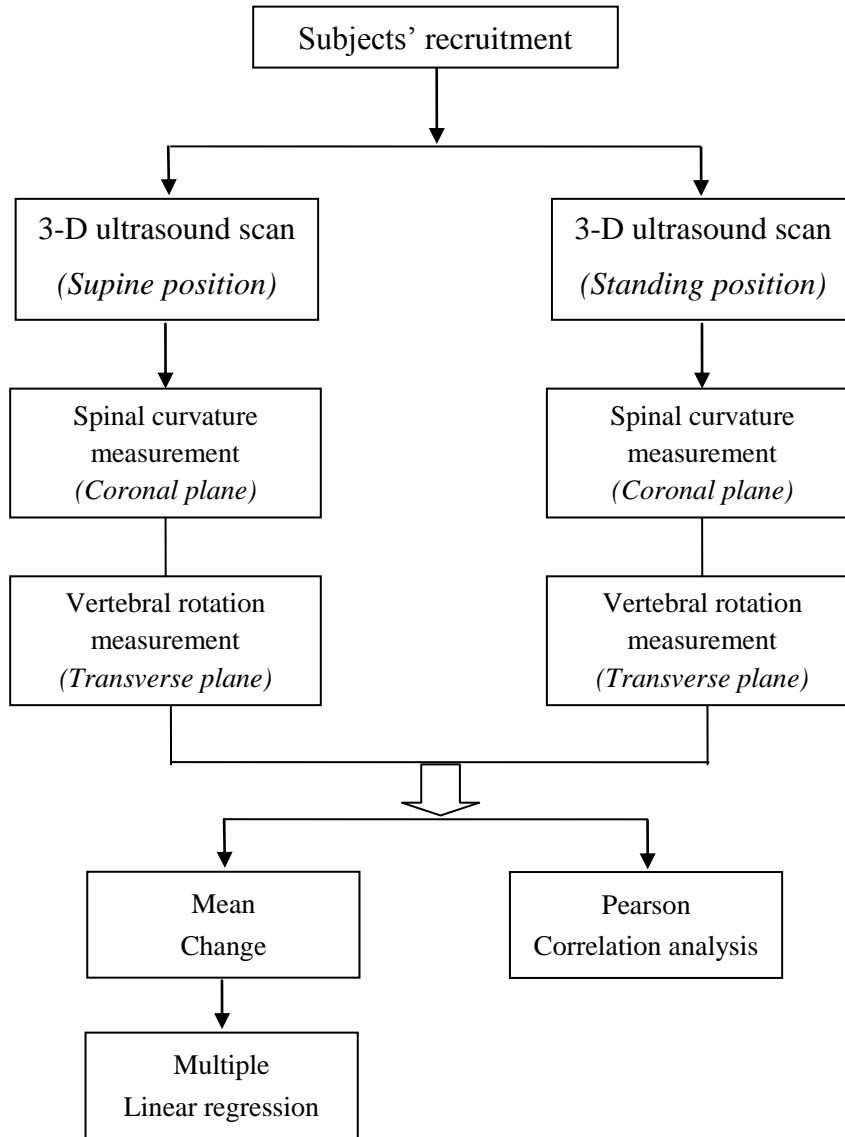 Subjects’ recruitment
3-D ultrasound scan
(Supine position)
3-D ultrasound scan
(Standing position)
Spinal curvature
measurement
(Coronal plane)
Spinal curvature
measurement
(Coronal plane)
Vertebral rotation
measurement
(Transverse plane)
Vertebral rotation
measurement
(Transverse plane)
Mean
Change
Pearson
Correlation analysis
Multiple
Linear regression